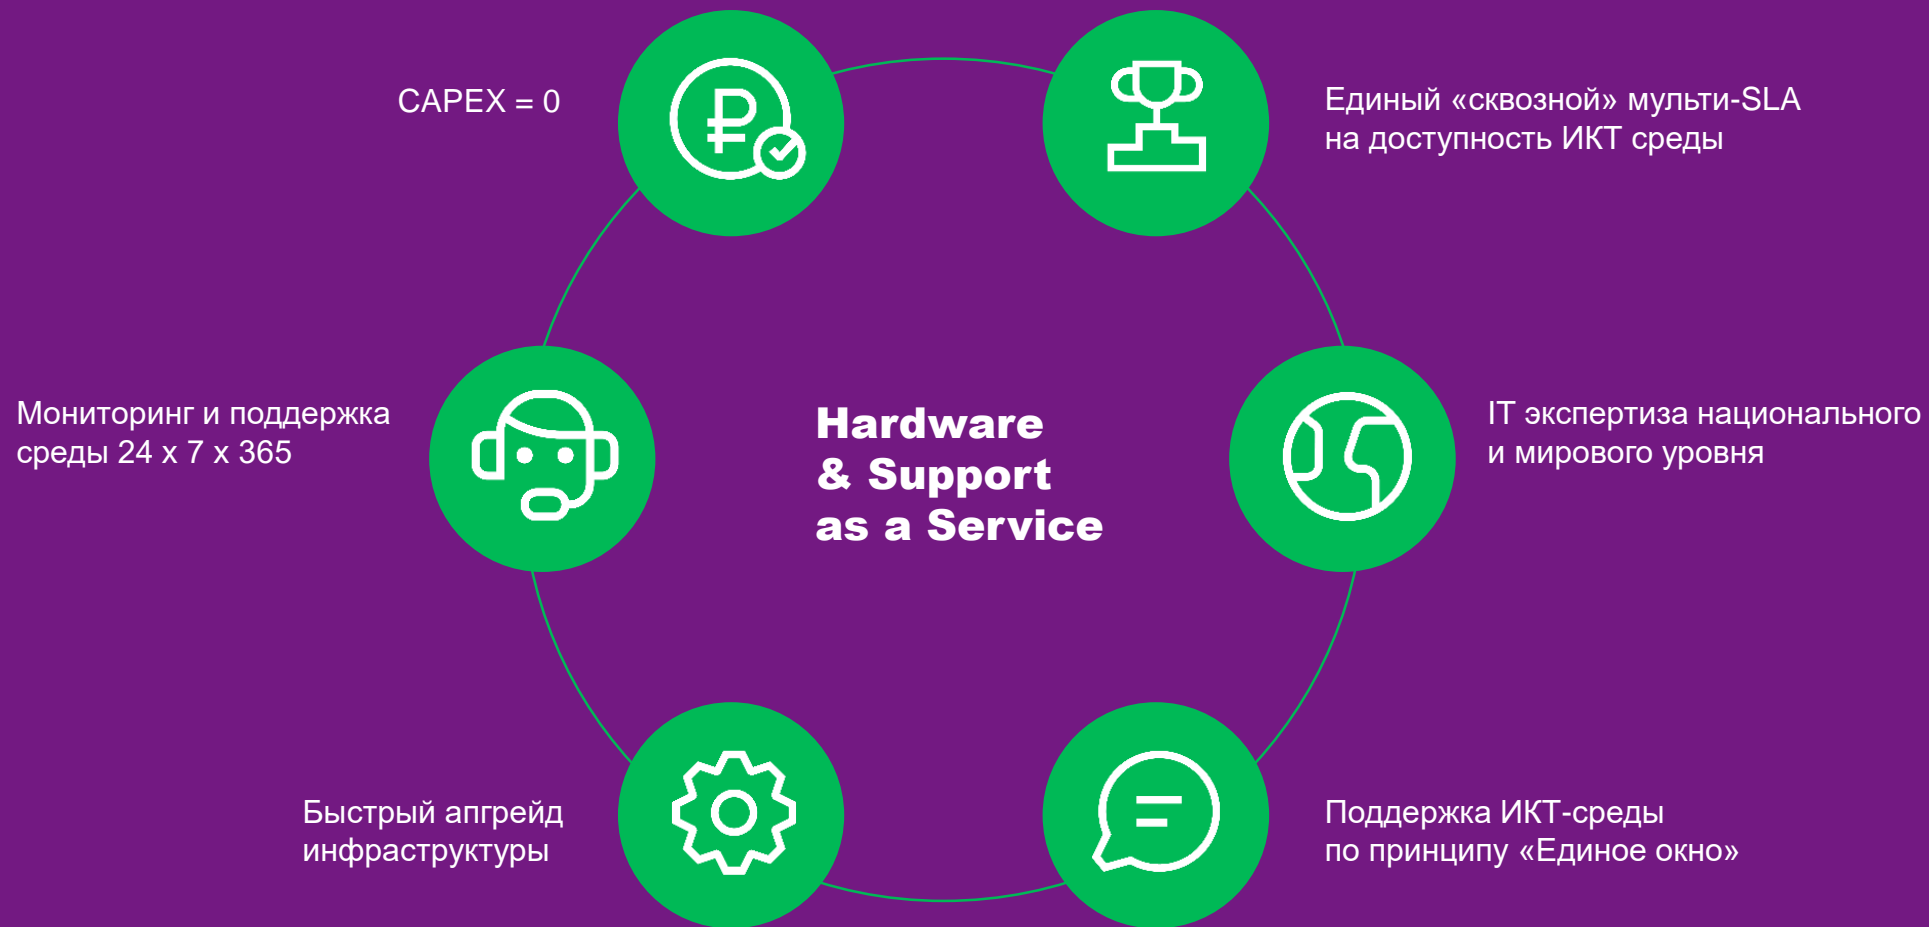 CAPEX = 0
Единый «сквозной» мульти-SLA
на доступность ИКТ среды
Мониторинг и поддержка
среды 24 х 7 х 365
Hardware
& Support
as a Service
IT экспертиза национального
и мирового уровня
Быстрый апгрейд
инфраструктуры
Поддержка ИКТ-среды
по принципу «Единое окно»